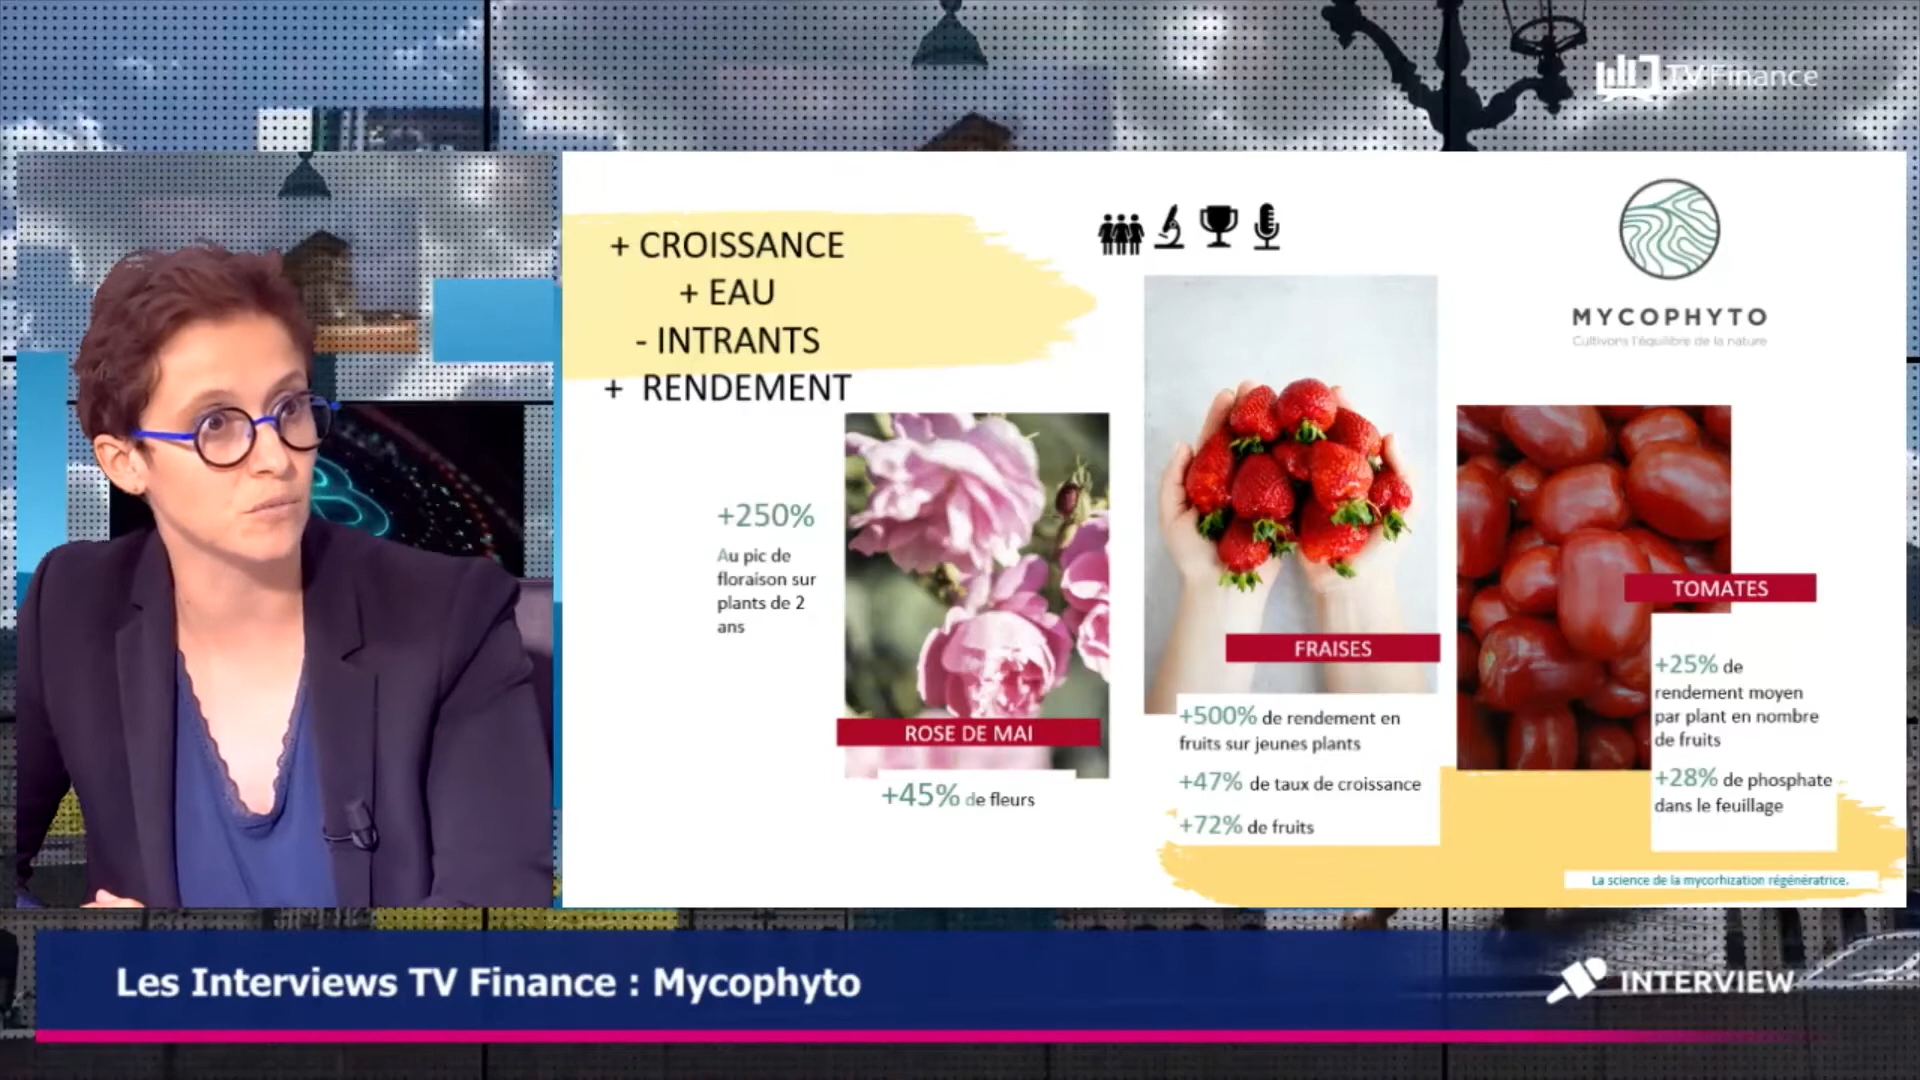 TV Finance
+ CROISSANCE
+ EAU
- INTRANTS
+ RENDEMENT
MYCOPHYTO
Cultivons l'équilibre de la nature
+250%
Au pic de
floraison sur
plants de 2
ans
ROSE DE MAI
+45% de fleurs
FRAISES
+500% de rendement en
fruits sur jeunes plants
+47% de taux de croissance
+72% de fruits
TOMATES
+25% de
rendement moyen
par plant en nombre
de fruits
+28% de phosphate
dans le feuillage
La science de la mycorhization régénératrice.
Les Interviews TV Finance : Mycophyto
INTERVIEW